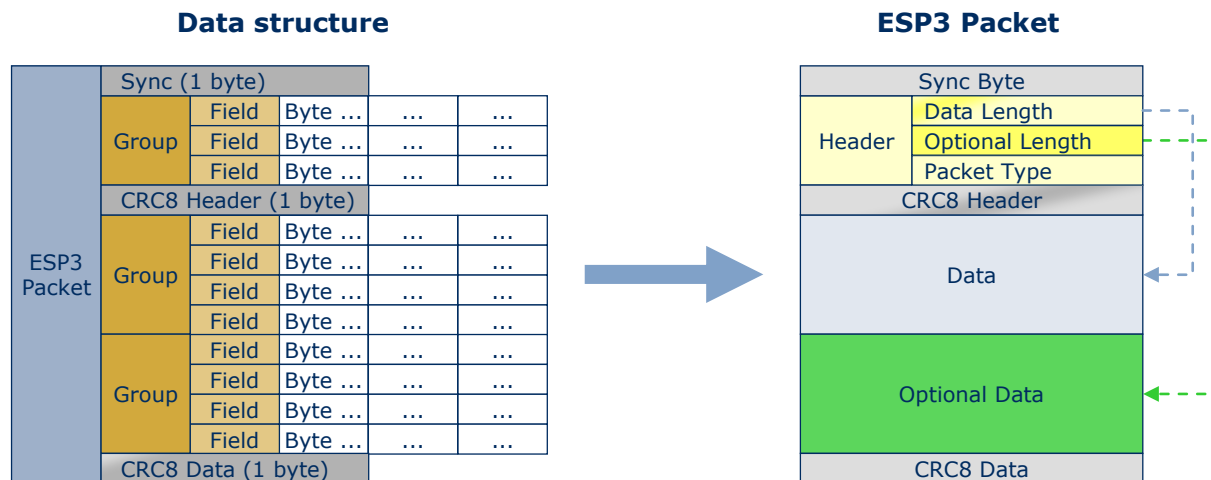 Data structure
ESP3 Packet
Sync (1 byte)
Field Byte ... ... ...
Group Field Byte ... ... ...
Field Byte ... ... ...
CRC8 Header (1 byte)
Field Byte ... ... ...
ESP3
Packet
Group
Field Byte ... ... ...
Field Byte ... ... ...
Field Byte ... ... ...
Field Byte ... ... ...
Group
Field Byte ... ... ...
Field Byte ... ... ...
Field Byte ... ... ...
CRC8 Data (1 byte)
Sync Byte
Header
Data Length
Optional Length
Packet Type
CRC8 Header
Data
Optional Data
CRC8 Data